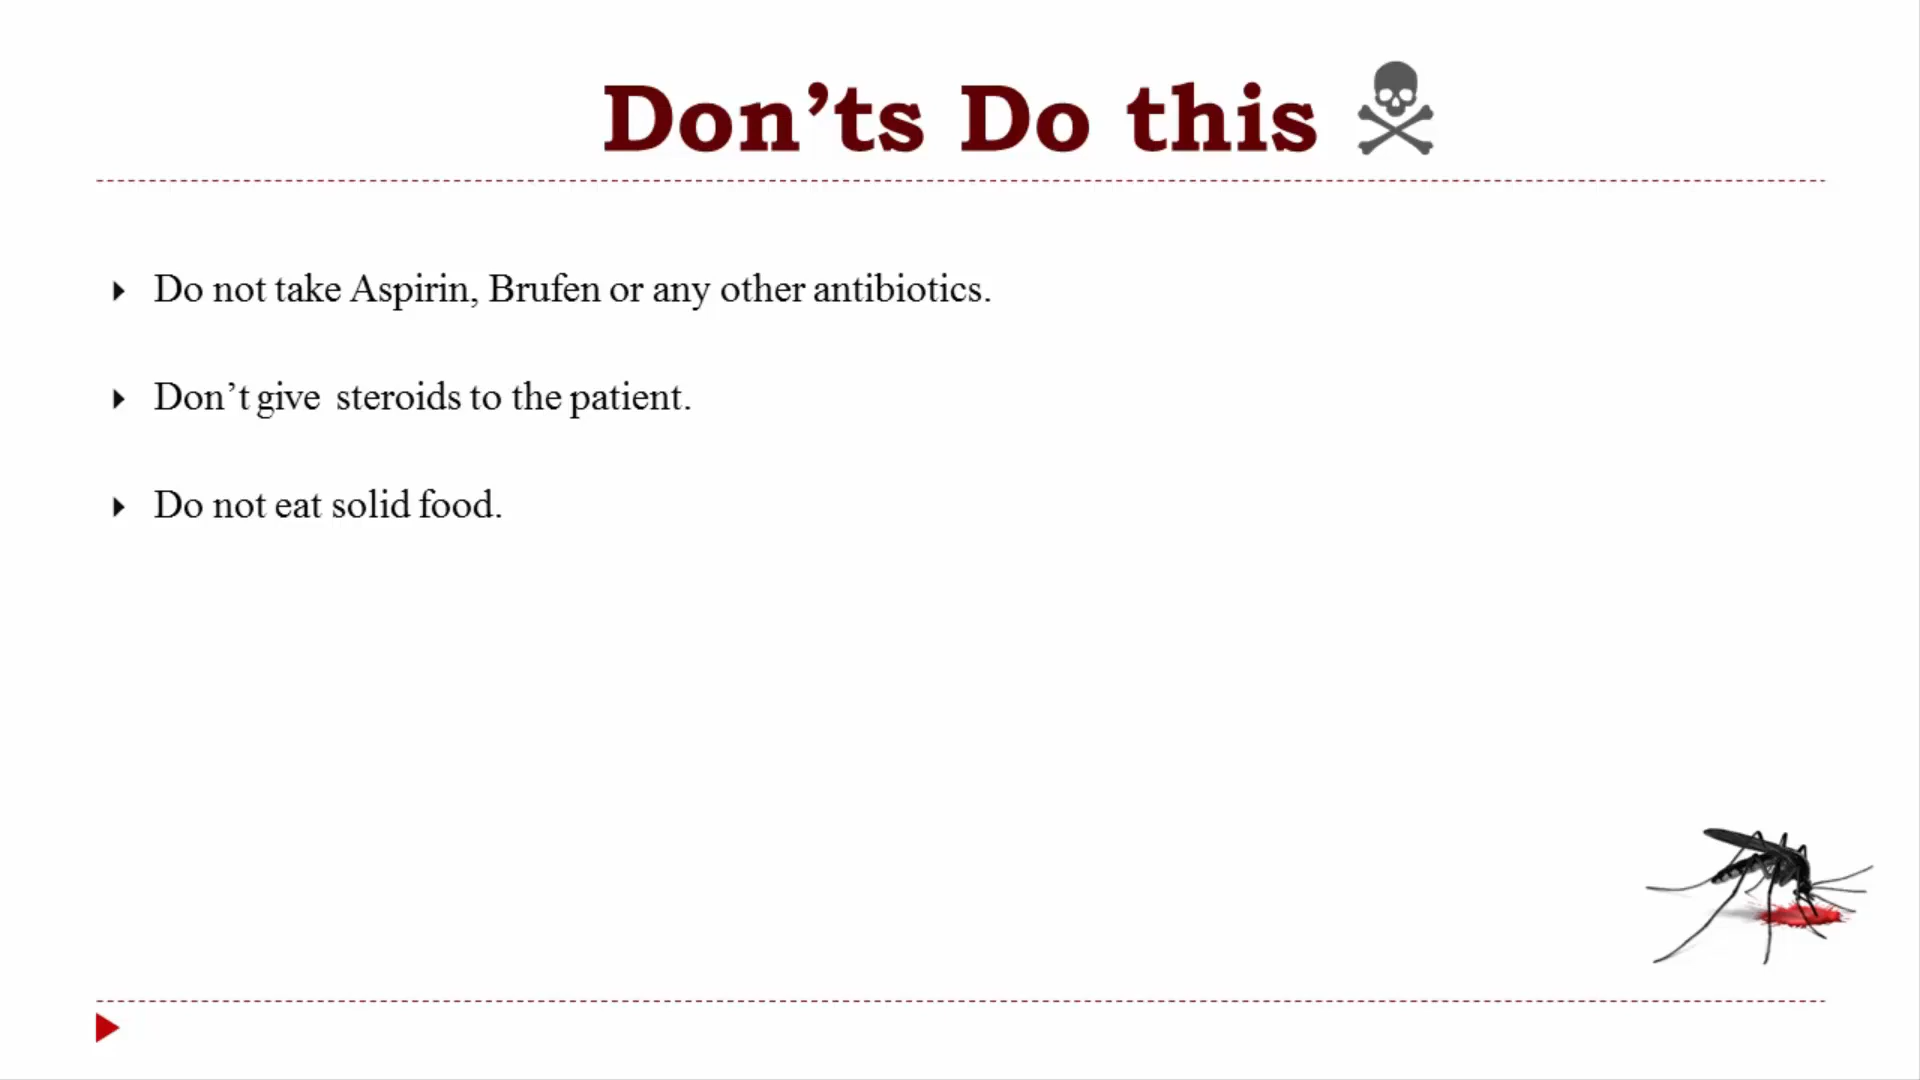 Don’ts Do this
Do not take Aspirin, Brufen or any other antibiotics.
Don’t give steroids to the patient.
Do not eat solid food.